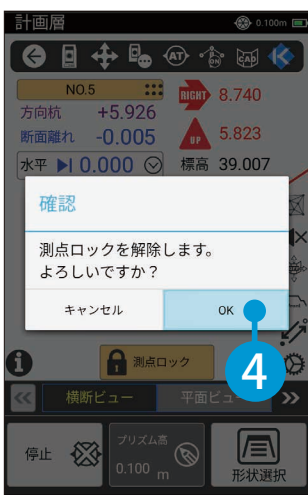 計画層
0.100m
AT
ON
CAD
NO.5
RIGHT
8.740
方向杭 +5.926
断面離れ -0.005
UP
5.823
水平 0.000
標高 39.007
確認
測点ロックを解除します。
よろしいですか？
キャンセル
OK
4
測点ロック
横断ビュー
平面ビュー
停止
プリズム高
0.100 m
形状選択